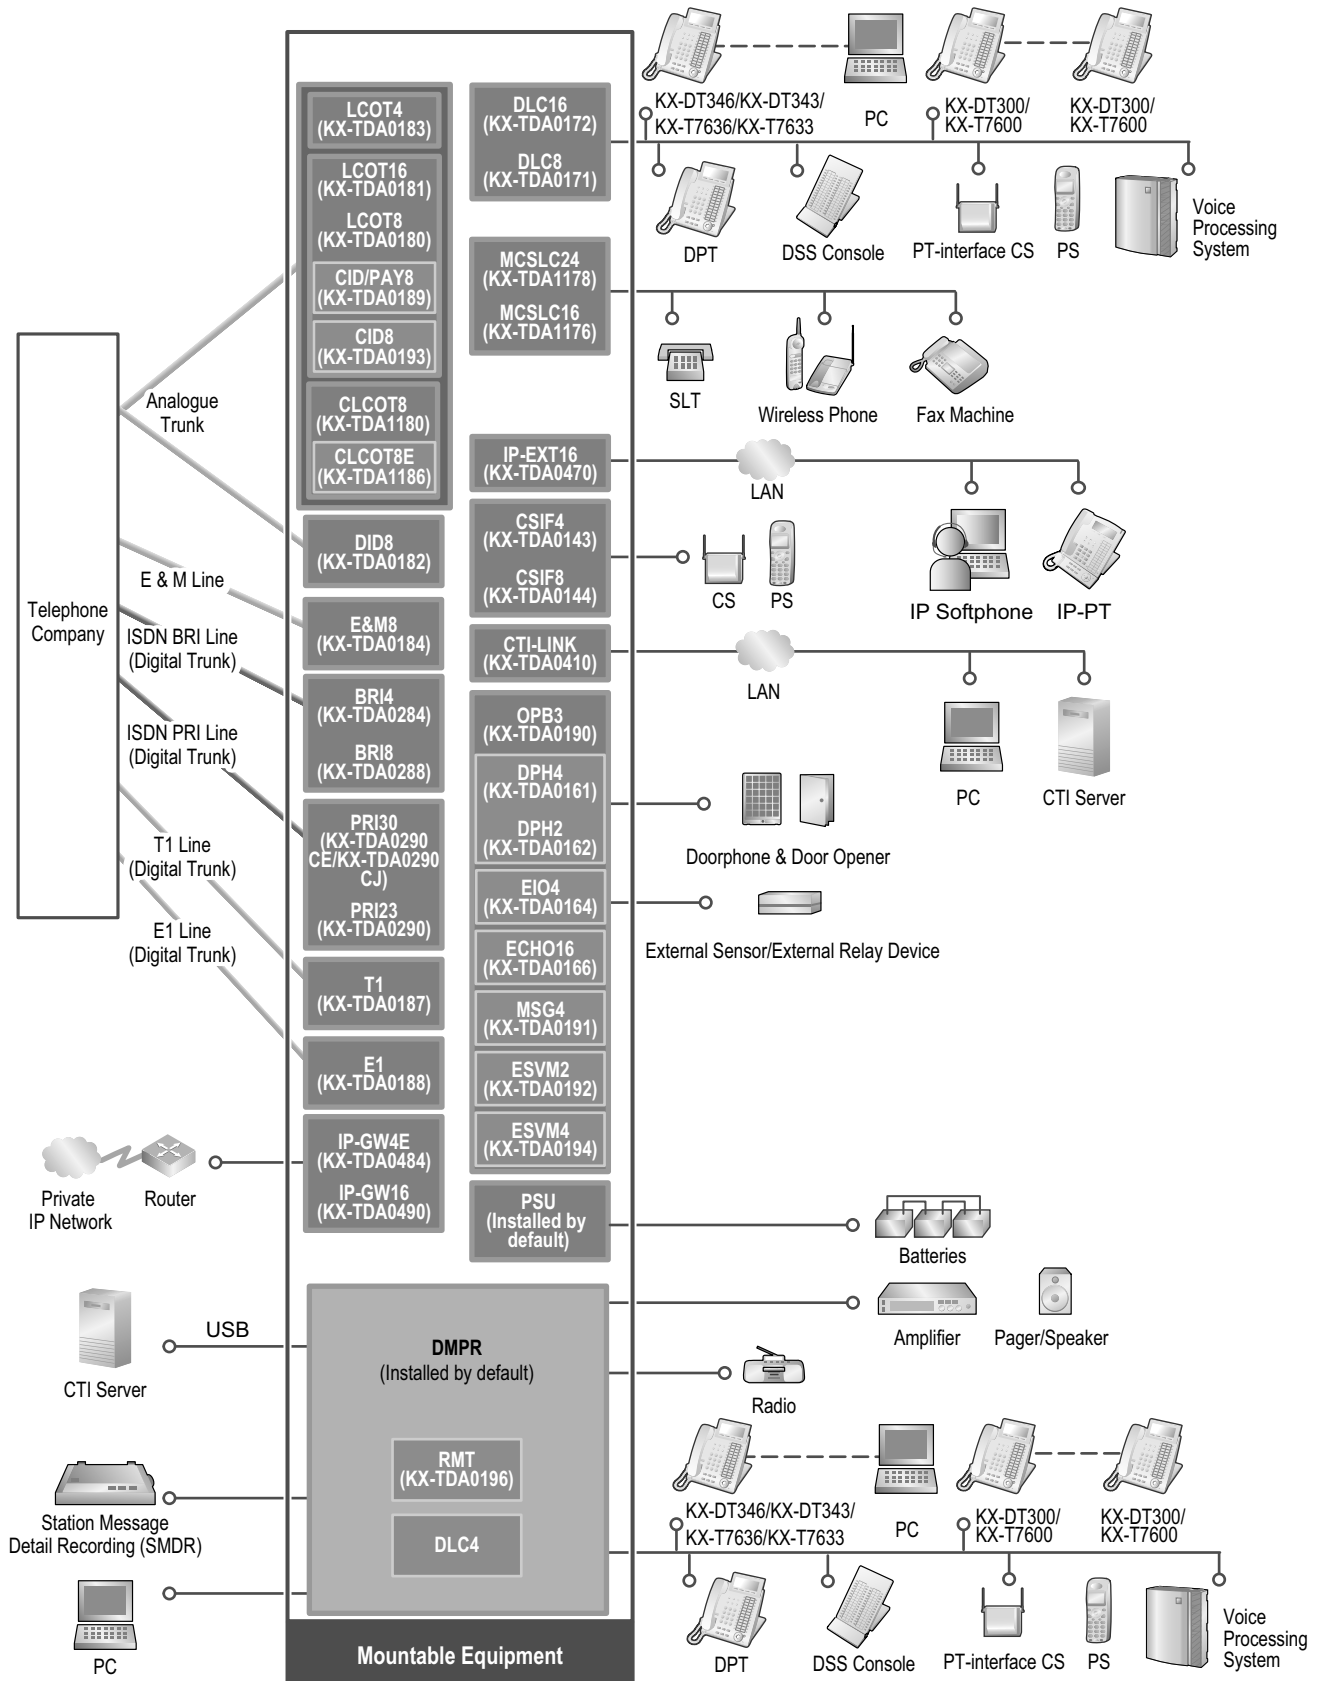 LCOT4
(KX-TDA0183)
LCOT16
(KX-TDA0181)
LCOT8
(KX-TDA0180)
CID/PAY8
(KX-TDA0189)
CID8
(KX-TDA0193)
CLCOT8
(KX-TDA1180)
CLCOT8E
(KX-TDA1186)
DID8
(KX-TDA0182)
E&M8
(KX-TDA0184)
BRI4
(KX-TDA0284)
BRI8
(KX-TDA0288)
PRI30
(KX-TDA0290
CE/KX-TDA0290
CJ)
PRI23
(KX-TDA0290)
T1
(KX-TDA0187)
E1
(KX-TDA0188)
IP-GW4E
(KX-TDA0484)
IP-GW16
(KX-TDA0490)
DLC16
(KX-TDA0172)
DLC8
(KX-TDA0171)
MCSLC24
(KX-TDA1178)
MCSLC16
(KX-TDA1176)
IP-EXT16
(KX-TDA0470)
CSIF4
(KX-TDA0143)
CSIF8
(KX-TDA0144)
CTI-LINK
(KX-TDA0410)
OPB3
(KX-TDA0190)
DPH4
(KX-TDA0161)
DPH2
(KX-TDA0162)
EIO4
(KX-TDA0164)
ECHO16
(KX-TDA0166)
MSG4
(KX-TDA0191)
ESVM2
(KX-TDA0192)
ESVM4
(KX-TDA0194)
PSU
(Installed by
default)
DMPR
(Installed by default)
RMT
(KX-TDA0196)
DLC4
Mountable Equipment
Telephone
Company
Analogue
Trunk
E & M Line
ISDN BRI Line
(Digital Trunk)
ISDN PRI Line
(Digital Trunk)
T1 Line
(Digital Trunk)
E1 Line
(Digital Trunk)
Private
IP Network
Router
USB
CTI Server
Station Message
Detail Recording (SMDR)
PC
KX-DT346/KX-DT343/
KX-T7636/KX-T7633
PC
KX-DT300/
KX-T7600
KX-DT300/
KX-T7600
DPT
DSS Console
PT-interface CS
PS
Voice
Processing
System
SLT
Wireless Phone
Fax Machine
LAN
IP Softphone
IP-PT
CS
PS
LAN
PC
CTI Server
Doorphone & Door Opener
External Sensor/External Relay Device
Batteries
Amplifier
Pager/Speaker
Radio
KX-DT346/KX-DT343/
KX-T7636/KX-T7633
PC
KX-DT300/
KX-T7600
KX-DT300/
KX-T7600
DPT
DSS Console
PT-interface CS
PS
Voice
Processing
System